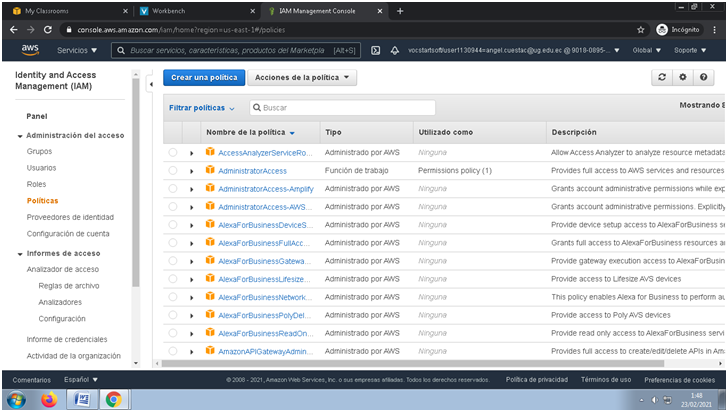 My Classrooms
Workbench
IAM Management Console
console.aws.amazon.com/iam/home?region=us-east-1#/policies
Incógnito
aws
Servicios
Buscar servicios, características, productos del Marketpla
[Alt+S]
vocstartsoft/user1130944=angel.cuestac@ug.edu.ec @ 9018-0895-...
Global
Soporte
Identity and Access
Management (IAM)
Panel
Administración del acceso
Grupos
Usuarios
Roles
Políticas
Proveedores de identidad
Configuración de cuenta
Informes de acceso
Analizador de acceso
Reglas de archivo
Analizadores
Configuración
Informe de credenciales
Actividad de la organización
Crear una política
Acciones de la política
Filtrar políticas
Buscar
Mostrando
Nombre de la política Tipo Utilizado como Descripción
AccessAnalyzerServiceRo... Administrado por AWS Ninguna Allow Access Analyzer to analyze resource metadata
AdministratorAccess Función de trabajo Permissions policy (1) Provides full access to AWS services and resources
AdministratorAccess-Amplify Administrado por AWS Ninguna Grants account administrative permissions while exp
AdministratorAccess-AWS... Administrado por AWS Ninguna Grants account administrative permissions. Explicitly
AlexaForBusinessDeviceS... Administrado por AWS Ninguna Provide device setup access to AlexaForBusiness se
AlexaForBusinessFullAcc... Administrado por AWS Ninguna Grants full access to AlexaForBusiness resources a
AlexaForBusinessGatewa... Administrado por AWS Ninguna Provide gateway execution access to AlexaForBusi
AlexaForBusinessLifesize... Administrado por AWS Ninguna Provide access to Lifesize AVS devices
AlexaForBusinessNetwork... Administrado por AWS Ninguna This policy enables Alexa for Business to perform au
AlexaForBusinessPolyDel... Administrado por AWS Ninguna Provide access to Poly AVS devices
AlexaForBusinessReadOn... Administrado por AWS Ninguna Provide read only access to AlexaForBusiness servi
AmazonAPIGatewayAdmin... Administrado por AWS Ninguna Provides full access to create/edit/delete APIs in Ama
Comentarios
Español
© 2008 - 2021, Amazon Web Services, Inc. o sus empresas afiliadas. Todos los derechos reservados.
Política de privacidad
Términos de uso
Preferencias de cookies
1:48
23/02/2021